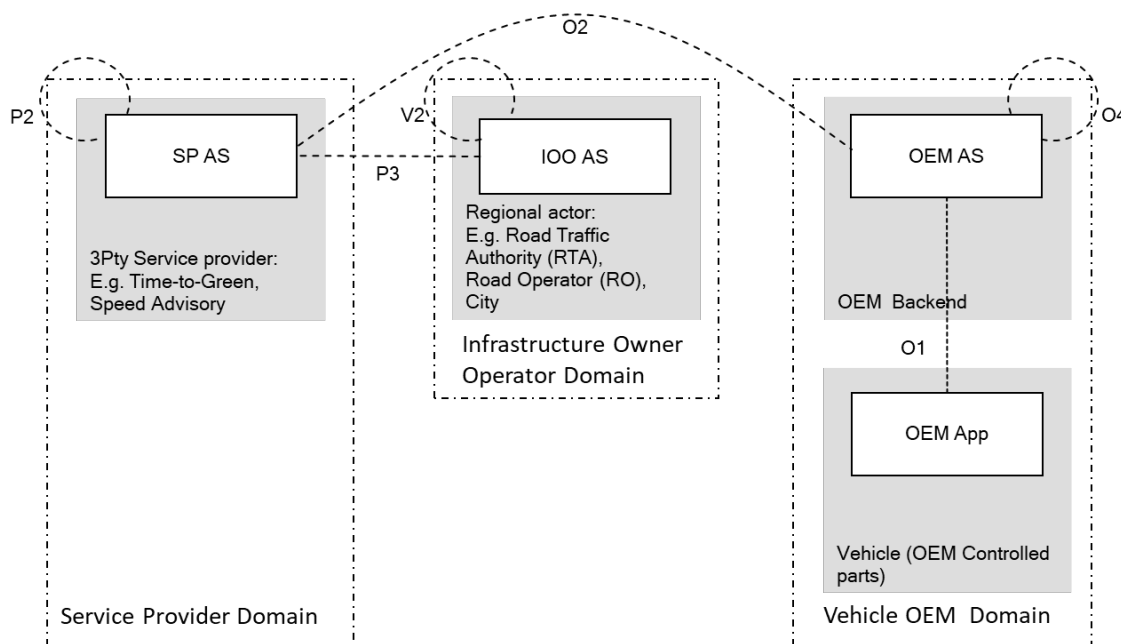 O2
P2
V2
O4
SP AS
IOO AS
OEM AS
P3
Regional actor:
E.g. Road Traffic
Authority (RTA),
Road Operator (RO),
City
3Pty Service provider:
E.g. Time-to-Green,
Speed Advisory
OEM  Backend
Infrastructure Owner
Operator Domain
O1
OEM App
Vehicle (OEM Controlled
parts)
Service Provider Domain
Vehicle OEM  Domain